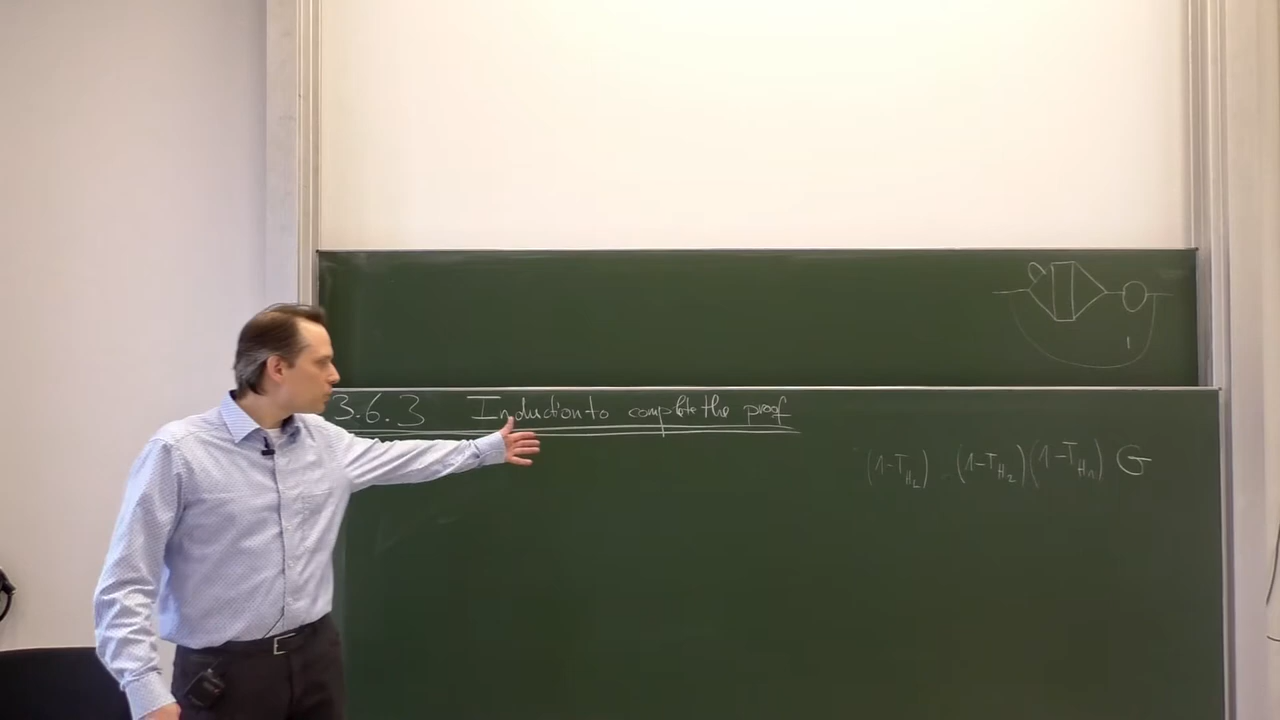 3.6.3 Induction to complete the proof
(1-T_{H_L}) . . (1-T_{H_2})(1-T_{H_1}) G